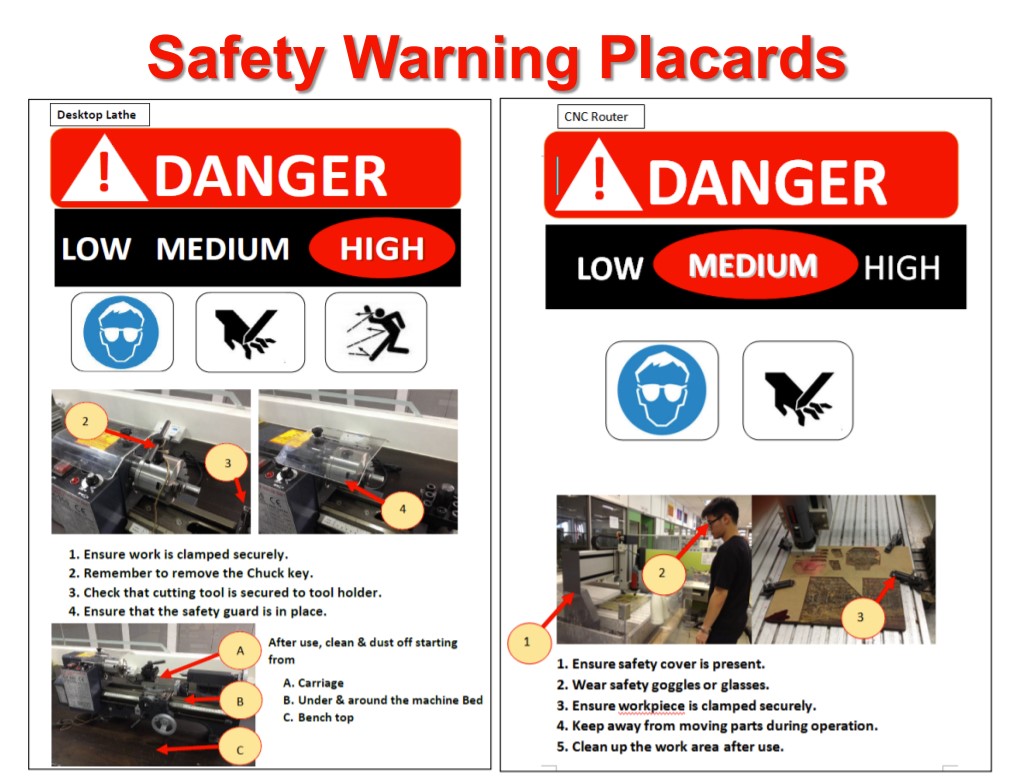 Safety Warning Placards
Desktop Lathe
! DANGER
LOW MEDIUM HIGH
2
3
4
1. Ensure work is clamped securely.
2. Remember to remove the Chuck key.
3. Check that cutting tool is secured to tool holder.
4. Ensure that the safety guard is in place.
After use, clean & dust off starting
from
A. Carriage
B. Under & around the machine Bed
C. Bench top
A
B
C
CNC Router
! DANGER
LOW MEDIUM HIGH
1
2
3
1. Ensure safety cover is present.
2. Wear safety goggles or glasses.
3. Ensure workpiece is clamped securely.
4. Keep away from moving parts during operation.
5. Clean up the work area after use.